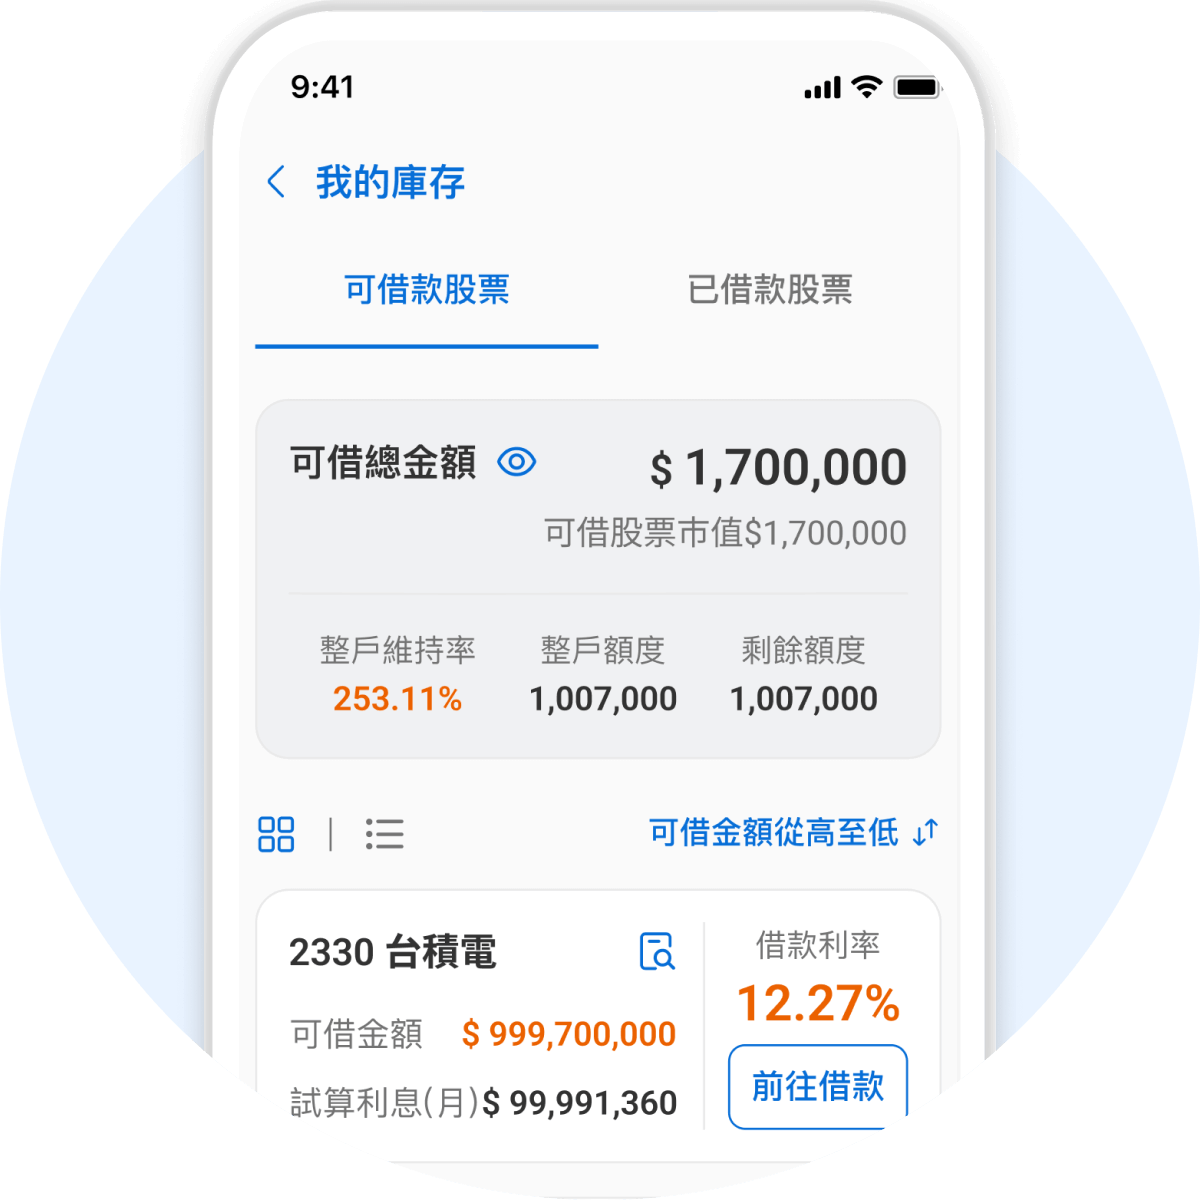 9:41
我的庫存
可借款股票 已借款股票
可借總金額 $ 1,700,000
可借股票市值$1,700,000
整戶維持率 整戶額度 剩餘額度
253.11% 1,007,000 1,007,000
可借金額從高至低
2330 台積電
借款利率
12.27%
可借金額 $ 999,700,000
前往借款
試算利息(月) $ 99,991,360